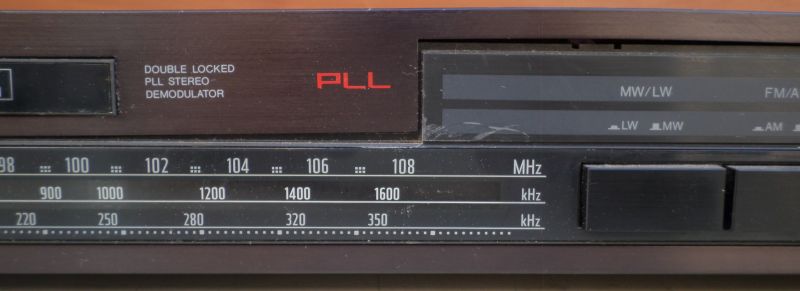 DOUBLE LOCKED
PLL STEREO
DEMODULATOR
PLL
MW/LW FM/A
LW MW AM
98 100 102 104 106 108 MHz
900 1000 1200 1400 1600 kHz
220 250 280 320 350 kHz